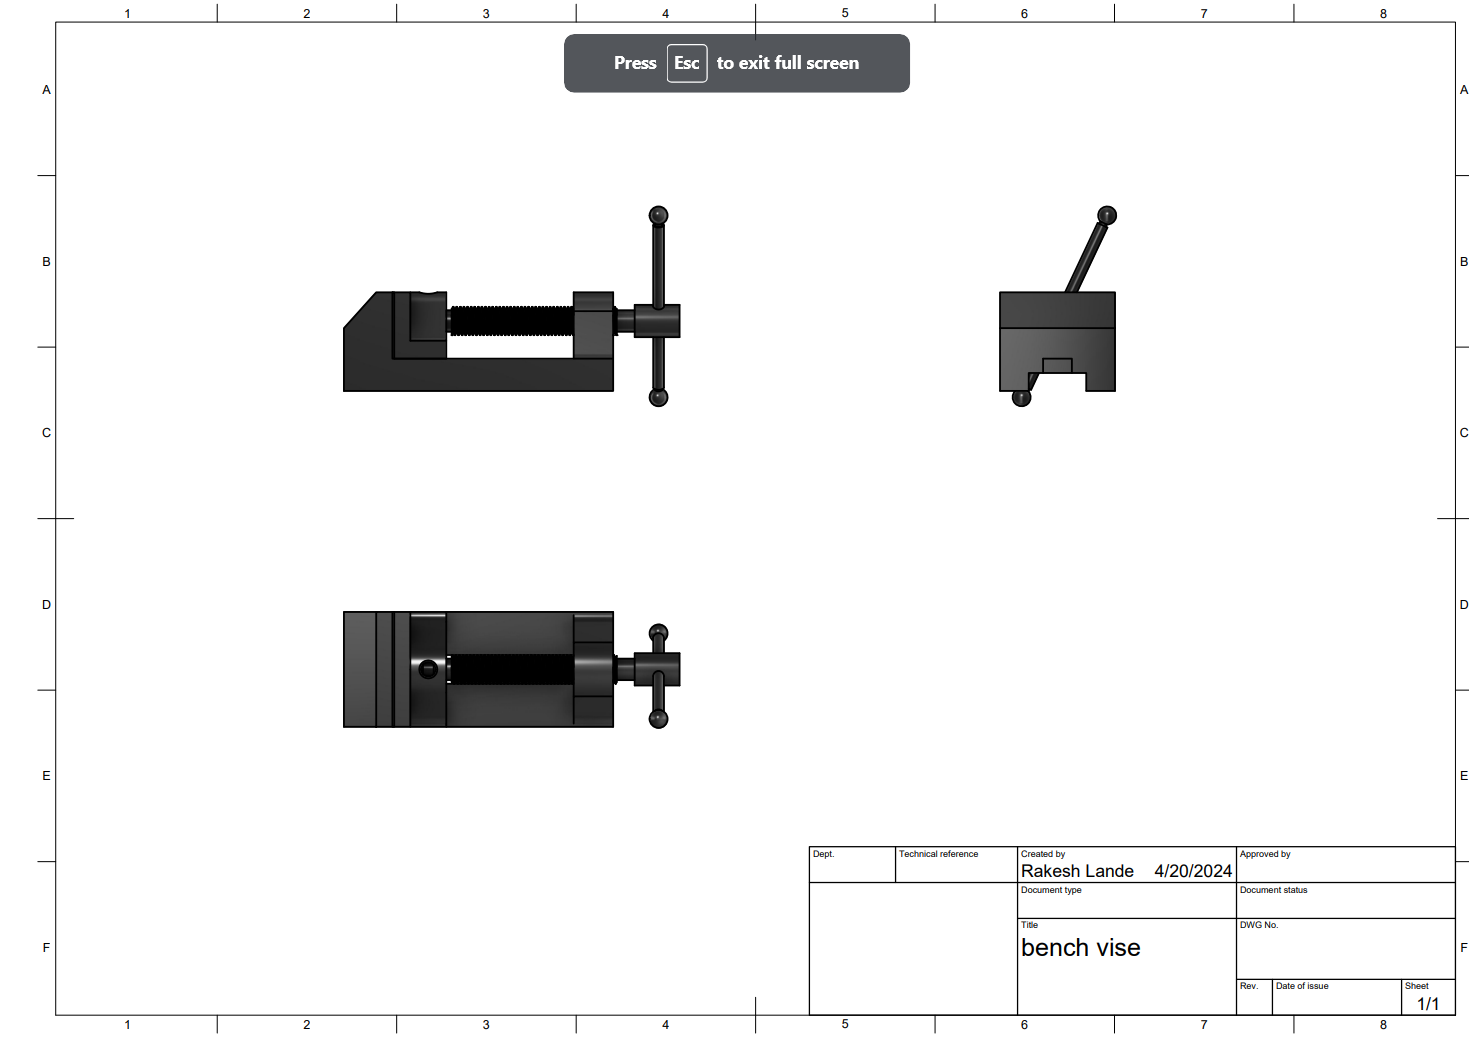 1 2 3 4 5 6 7 8
Press Esc to exit full screen
A A
B B
C C
D D
E E
Dept. Technical reference Created by Approved by
Rakesh Lande 4/20/2024
Document type Document status
Title DWG No.
bench vise
F F
Rev. Date of issue Sheet
1/1
1 2 3 4 5 6 7 8